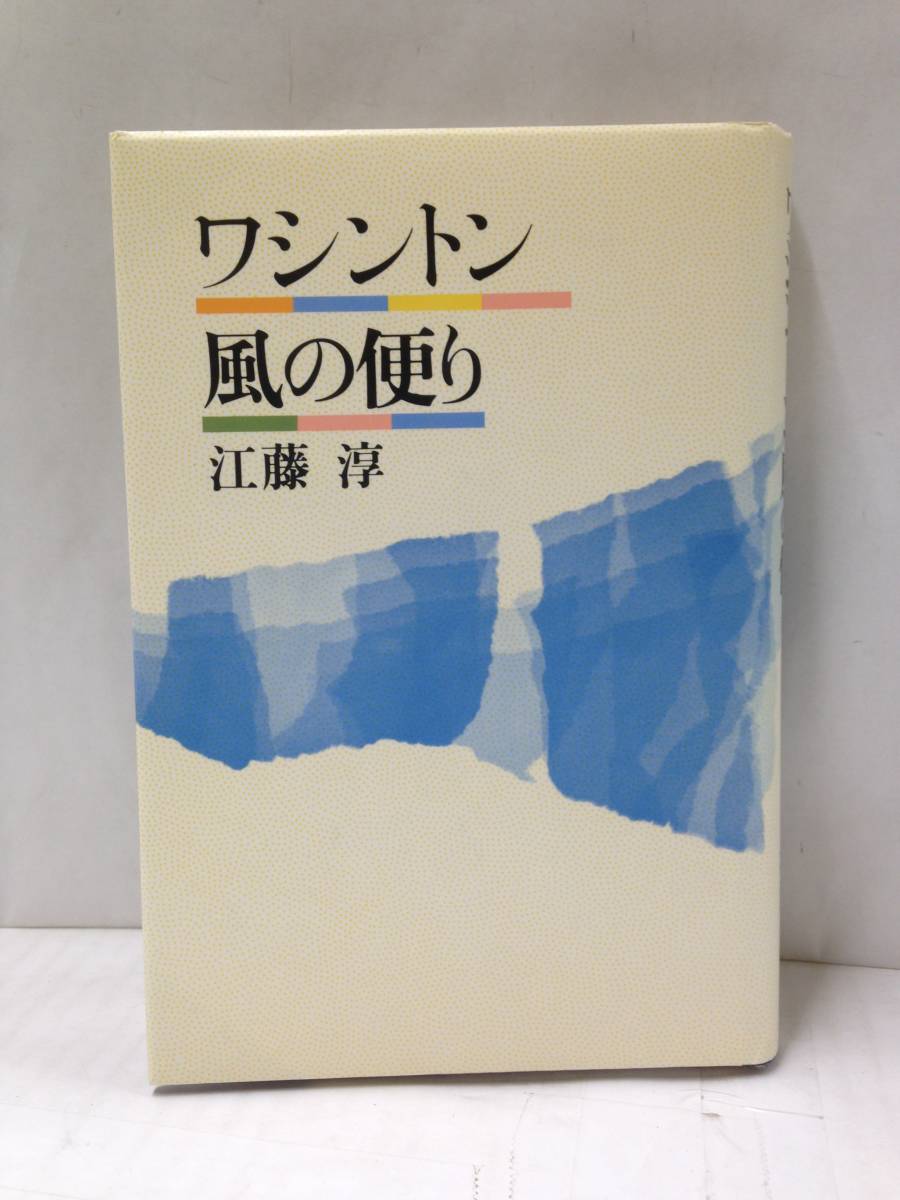 ワシントン
風の便り
江藤 淳